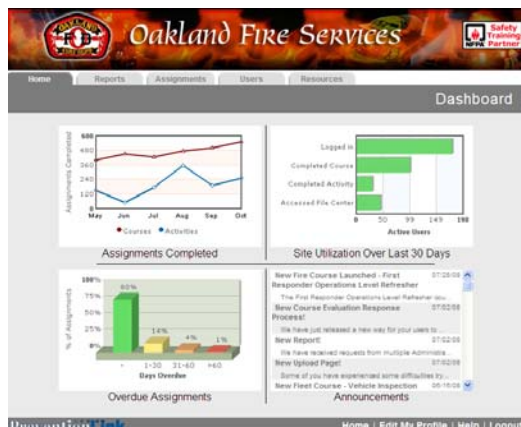 OAKLAND
Oakland Fire Services
Safety
Training
Partner
NFPA
Home Reports Assignments Users Resources
Dashboard
Assignments Completed
600
480
360
240
120
0
May Jun Jul Aug Sep Oct
Courses Activities
Assignments Completed
Logged in
Completed Course
Completed Activity
Accessed File Center
0 50 99 149 198
Active Users
Site Utilization Over Last 30 Days
% of Assignments
100%
75%
50%
25%
0%
80%
14%
4%
1%
- 1-30 31-60 >60
Days Overdue
Overdue Assignments
New Fire Course Launched - First 07/28/08
Responder Operations Level Refresher
The First Responder Operations Level Refresher cou...
New Course Evaluation Response 07/02/08
Process!
We have just released a new way for your users to ...
New Report! 07/02/08
We have received requests from multiple Administra...
New Upload Page! 07/02/08
Some of you have experienced some difficulties by...
New Fleet Course - Vehicle Inspection
Announcements
PreventionLink
Home | Edit My Profile | Help | Logout